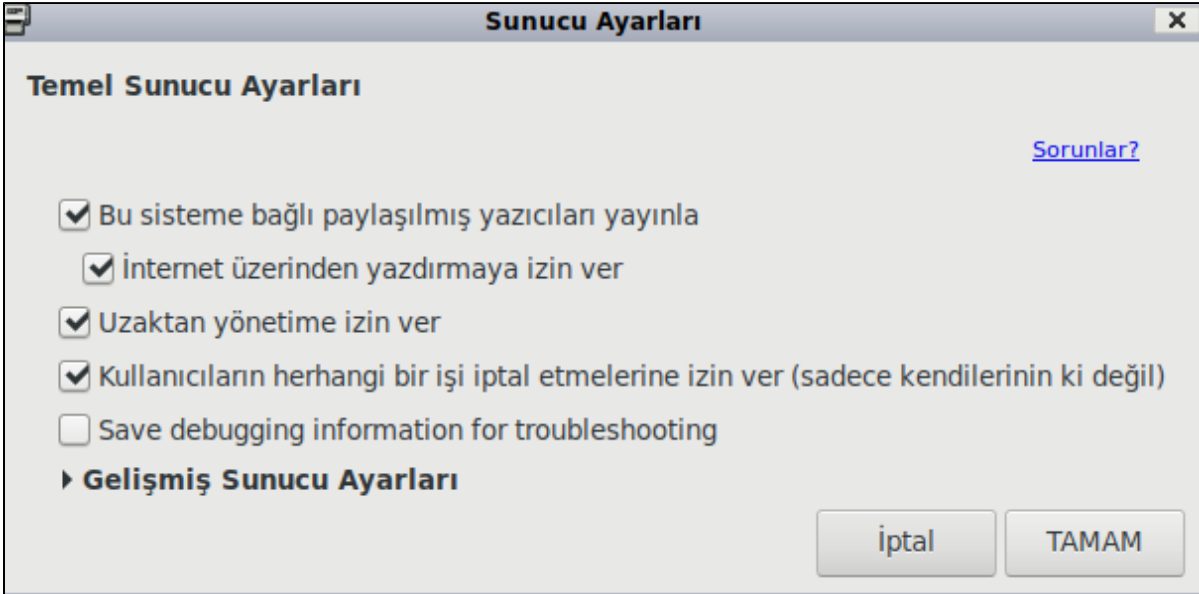 Sunucu Ayarları
Temel Sunucu Ayarları
Sorunlar?
Bu sisteme bağlı paylaşılmış yazıcıları yayınla
İnternet üzerinden yazdırmaya izin ver
Uzaktan yönetime izin ver
Kullanıcıların herhangi bir işi iptal etmelerine izin ver (sadece kendilerinin ki değil)
Save debugging information for troubleshooting
Gelişmiş Sunucu Ayarları
İptal TAMAM